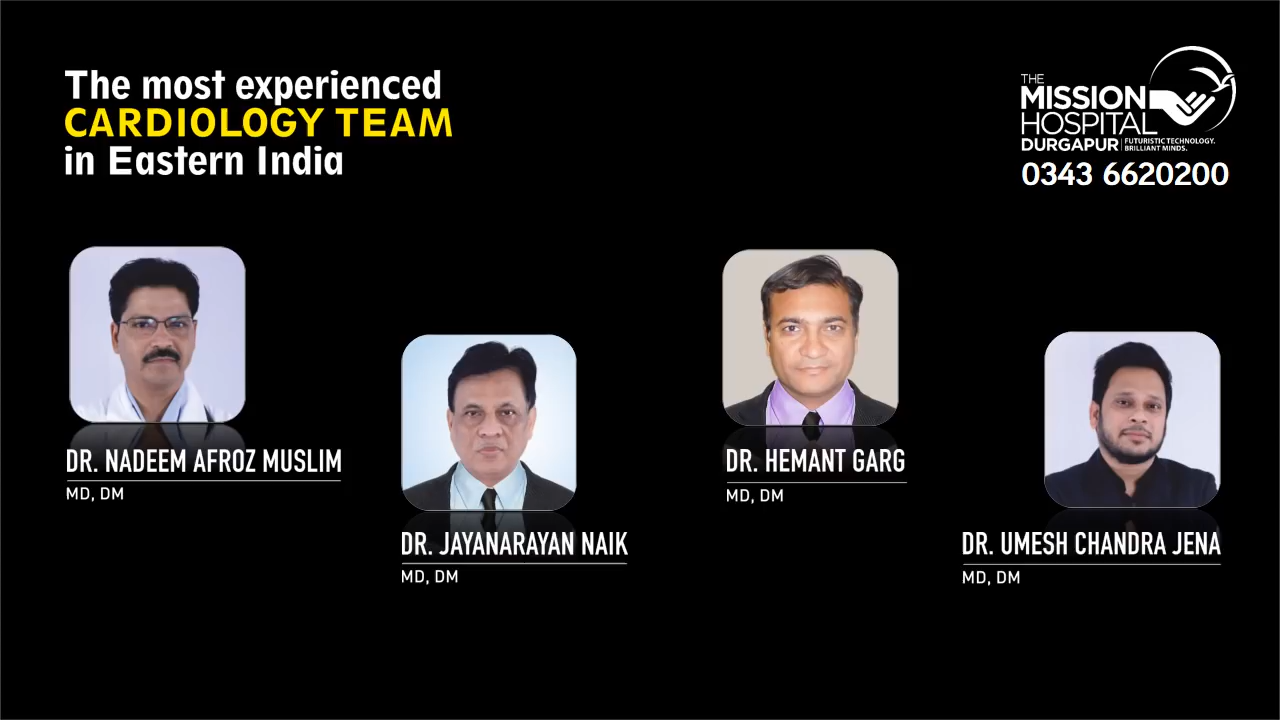 The most experienced
CARDIOLOGY TEAM
in Eastern India
THE
MISSION
HOSPITAL
DURGAPUR
FUTURISTIC TECHNOLOGY.
BRILLIANT MINDS.
0343 6620200
DR. NADEEM AFROZ MUSLIM
MD, DM
DR. JAYANARAYAN NAIK
MD, DM
DR. HEMANT GARG
MD, DM
DR. UMESH CHANDRA JENA
MD, DM